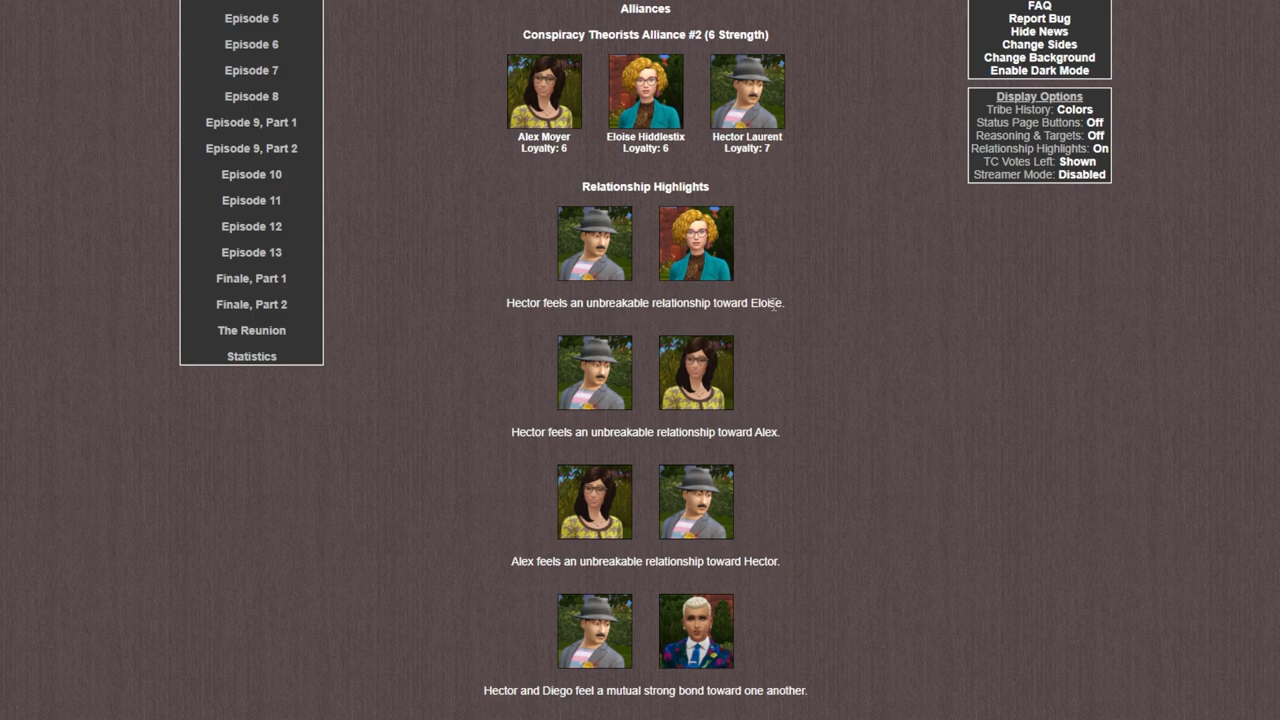 Episode 5
Episode 6
Episode 7
Episode 8
Episode 9, Part 1
Episode 9, Part 2
Episode 10
Episode 11
Episode 12
Episode 13
Finale, Part 1
Finale, Part 2
The Reunion
Statistics
Alliances
Conspiracy Theorists Alliance #2 (6 Strength)
Alex Moyer
Loyalty: 6
Eloise Hiddlestix
Loyalty: 6
Hector Laurent
Loyalty: 7
Relationship Highlights
Hector feels an unbreakable relationship toward Eloise.
Hector feels an unbreakable relationship toward Alex.
Alex feels an unbreakable relationship toward Hector.
Hector and Diego feel a mutual strong bond toward one another.
FAQ
Report Bug
Hide News
Change Sides
Change Background
Enable Dark Mode
Display Options
Tribe History: Colors
Status Page Buttons: Off
Reasoning & Targets: Off
Relationship Highlights: On
TC Votes Left: Shown
Streamer Mode: Disabled